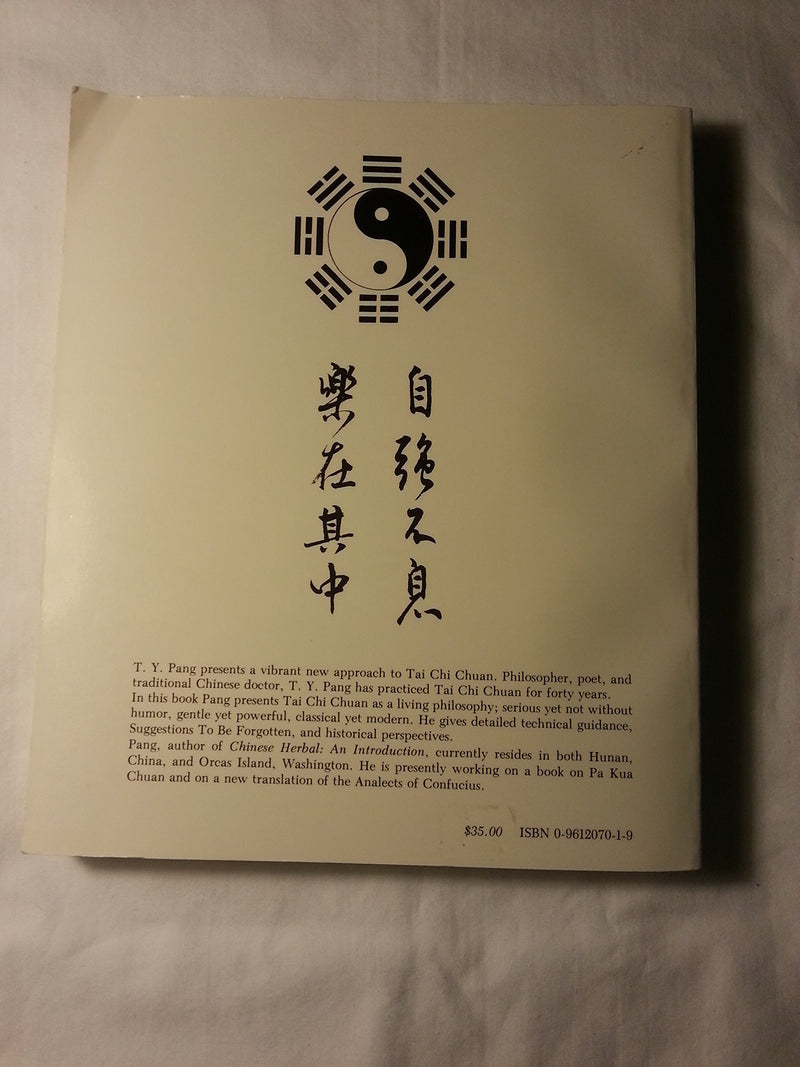 自強不息
樂在其中
T. Y. Pang presents a vibrant new approach to Tai Chi Chuan. Philosopher, poet, and
traditional Chinese doctor, T. Y. Pang has practiced Tai Chi Chuan for forty years.
In this book Pang presents Tai Chi Chuan as a living philosophy; serious yet not without
humor, gentle yet powerful, classical yet modern. He gives detailed technical guidance,
Suggestions To Be Forgotten, and historical perspectives.
Pang, author of Chinese Herbal: An Introduction, currently resides in both Hunan,
China, and Orcas Island, Washington. He is presently working on a book on Pa Kua
Chuan and on a new translation of the Analects of Confucius.
$35.00 ISBN 0-9612070-1-9